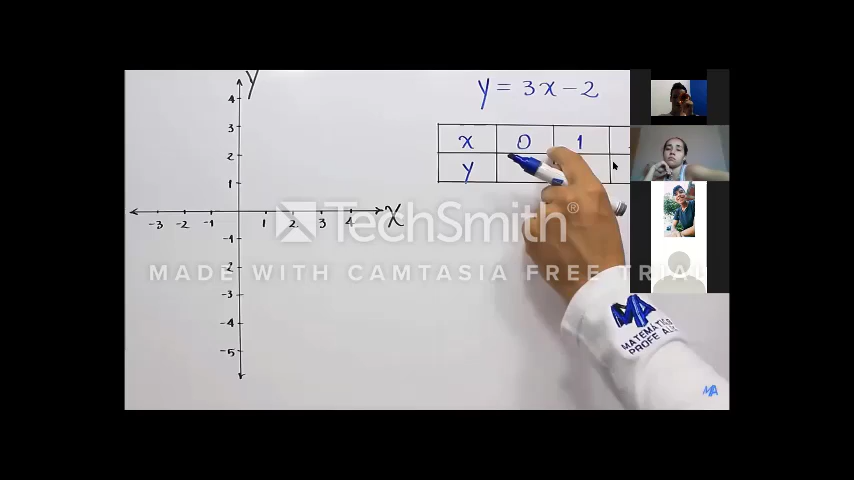 Y
y = 3x - 2
x 0 1
y
4
3
2
1
-3 -2 -1 1 2 3 4 X
-1
-2
-3
-4
-5
TechSmith®
MADE WITH CAMTASIA FREE TRIAL
MA
MATEMÁTICAS
PROFE ALEX
MA